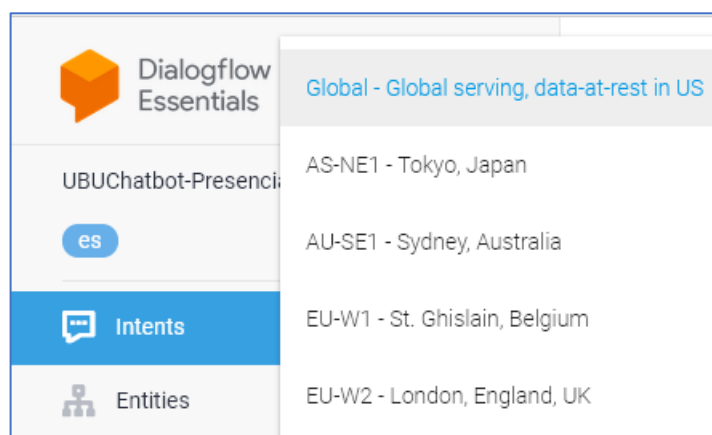 Dialogflow
Essentials
Global - Global serving, data-at-rest in US
AS-NE1 - Tokyo, Japan
UBUChatbot-Presencia
es
AU-SE1 - Sydney, Australia
Intents
EU-W1 - St. Ghislain, Belgium
Entities
EU-W2 - London, England, UK